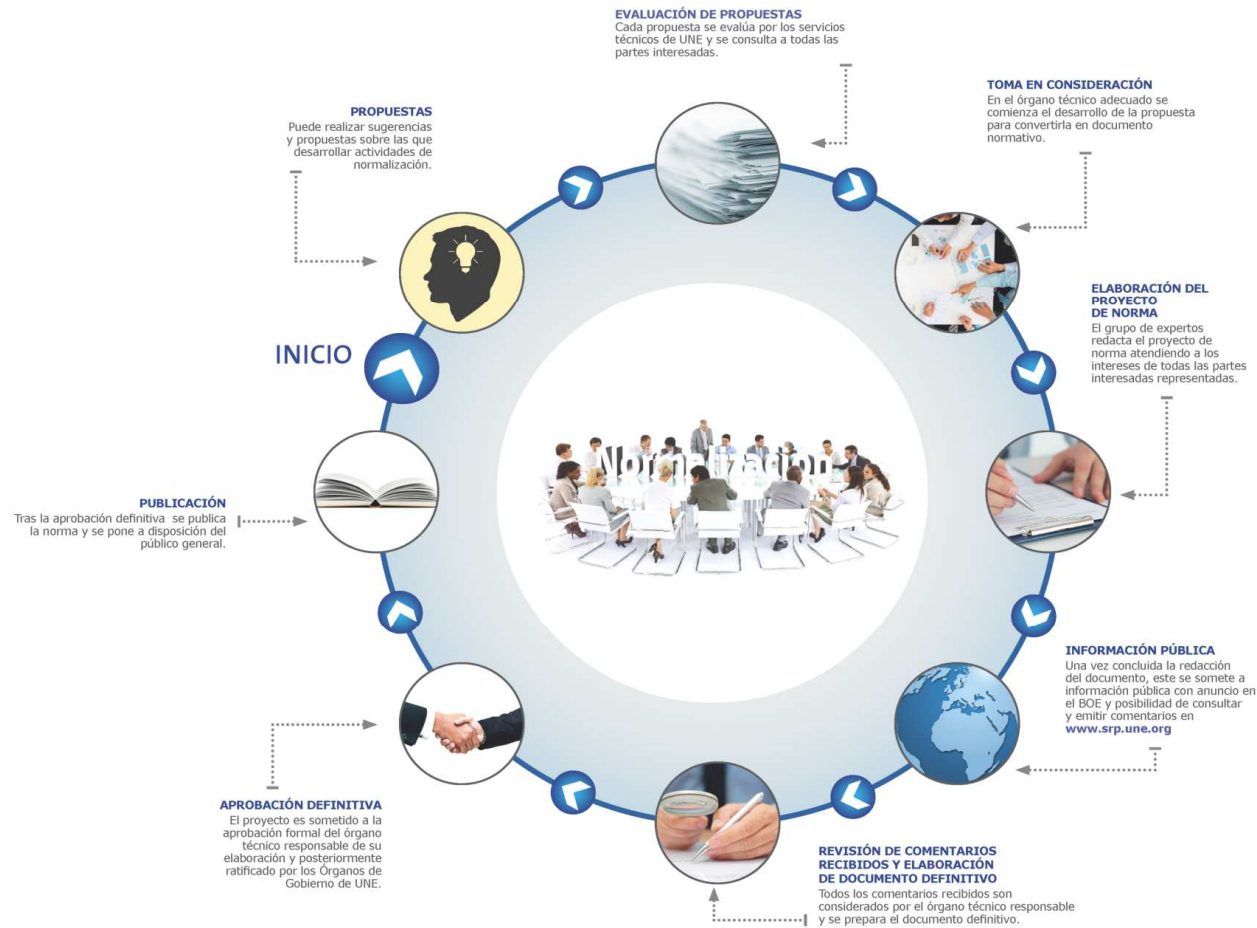 EVALUACIÓN DE PROPUESTAS
Cada propuesta se evalúa por los servicios
técnicos de UNE y se consulta a todas las
partes interesadas.
TOMA EN CONSIDERACIÓN
En el órgano técnico adecuado se
comienza el desarrollo de la propuesta
para convertirla en documento
normativo.
PROPUESTAS
Puede realizar sugerencias
y propuestas sobre las que
desarrollar actividades de
normalización.
ELABORACIÓN DEL
PROYECTO
DE NORMA
El grupo de expertos
redacta el proyecto de
norma atendiendo a los
intereses de todas las partes
interesadas representadas.
INICIO
Normalización
PUBLICACIÓN
Tras la aprobación definitiva se publica
la norma y se pone a disposición del
público general.
INFORMACIÓN PÚBLICA
Una vez concluida la redacción
del documento, este se somete a
información pública con anuncio en
el BOE y posibilidad de consultar
y emitir comentarios en
www.srp.une.org
APROBACIÓN DEFINITIVA
El proyecto es sometido a la
aprobación formal del órgano
técnico responsable de su
elaboración y posteriormente
ratificado por los Órganos de
Gobierno de UNE.
REVISIÓN DE COMENTARIOS
RECIBIDOS Y ELABORACIÓN
DE DOCUMENTO DEFINITIVO
Todos los comentarios recibidos son
considerados por el órgano técnico responsable
y se prepara el documento definitivo.